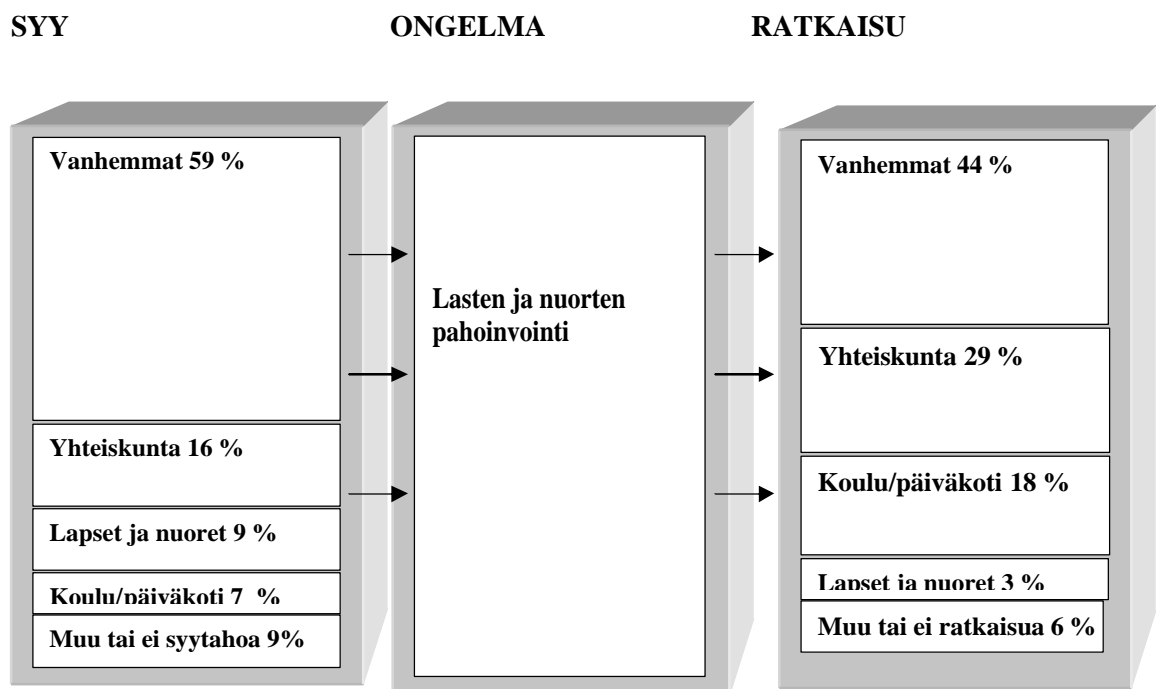 SYY
ONGELMA
RATKAISU
Vanhemmat 59 %
Yhteiskunta 16 %
Lapset ja nuoret 9 %
Koulu/päiväkoti 7 %
Muu tai ei syytahoa 9%
Lasten ja nuorten
pahoinvointi
Vanhemmat 44 %
Yhteiskunta 29 %
Koulu/päiväkoti 18 %
Lapset ja nuoret 3 %
Muu tai ei ratkaisua 6 %